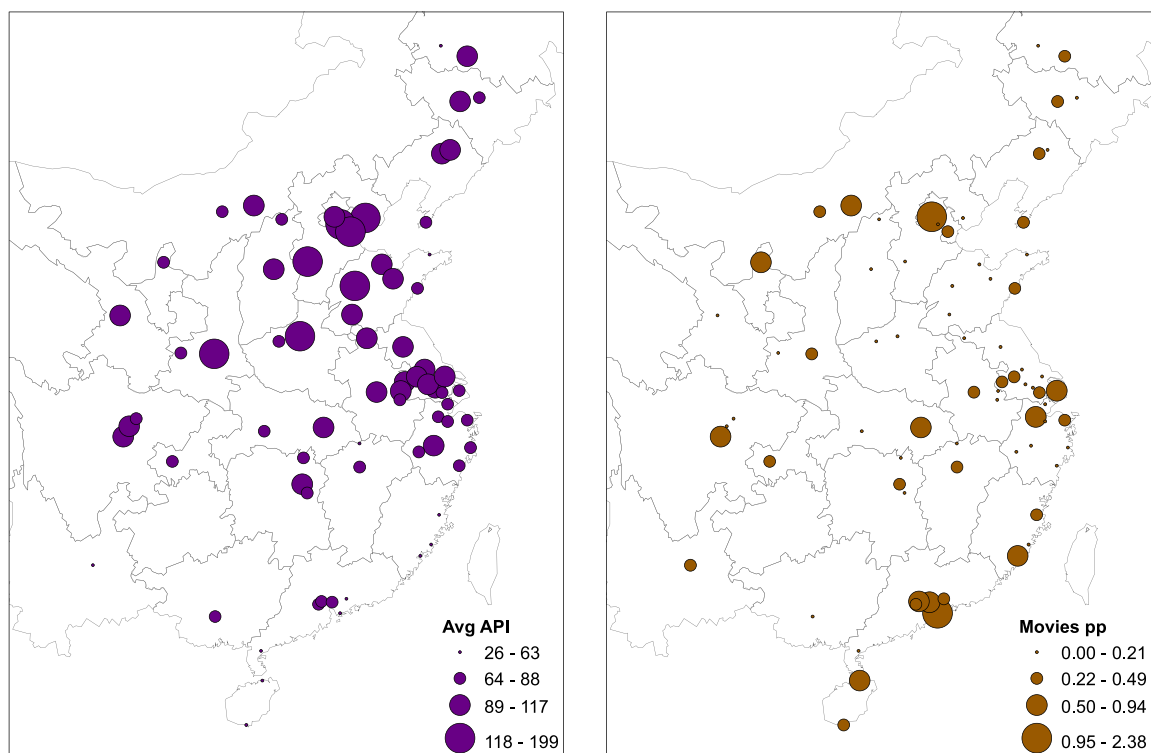 Avg API
26 - 63
64 - 88
89 - 117
118 - 199
Movies pp
0.00 - 0.21
0.22 - 0.49
0.50 - 0.94
0.95 - 2.38